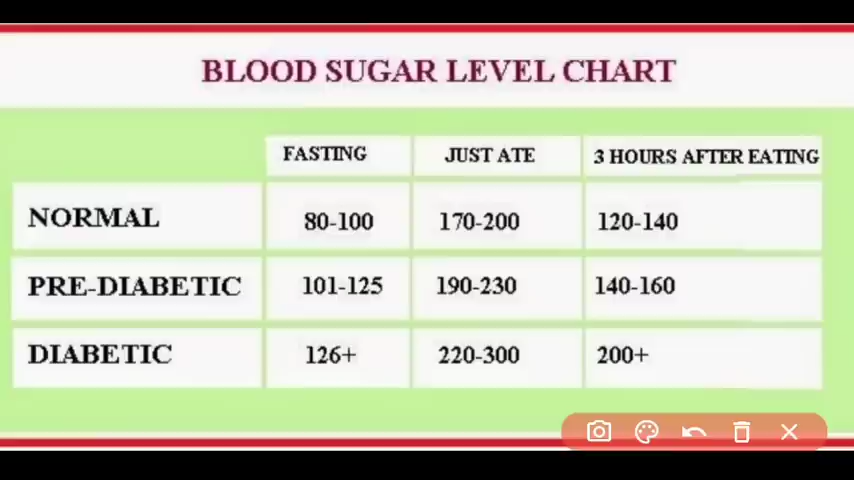 BLOOD SUGAR LEVEL CHART
FASTING JUST ATE 3 HOURS AFTER EATING
NORMAL 80-100 170-200 120-140
PRE-DIABETIC 101-125 190-230 140-160
DIABETIC 126+ 220-300 200+